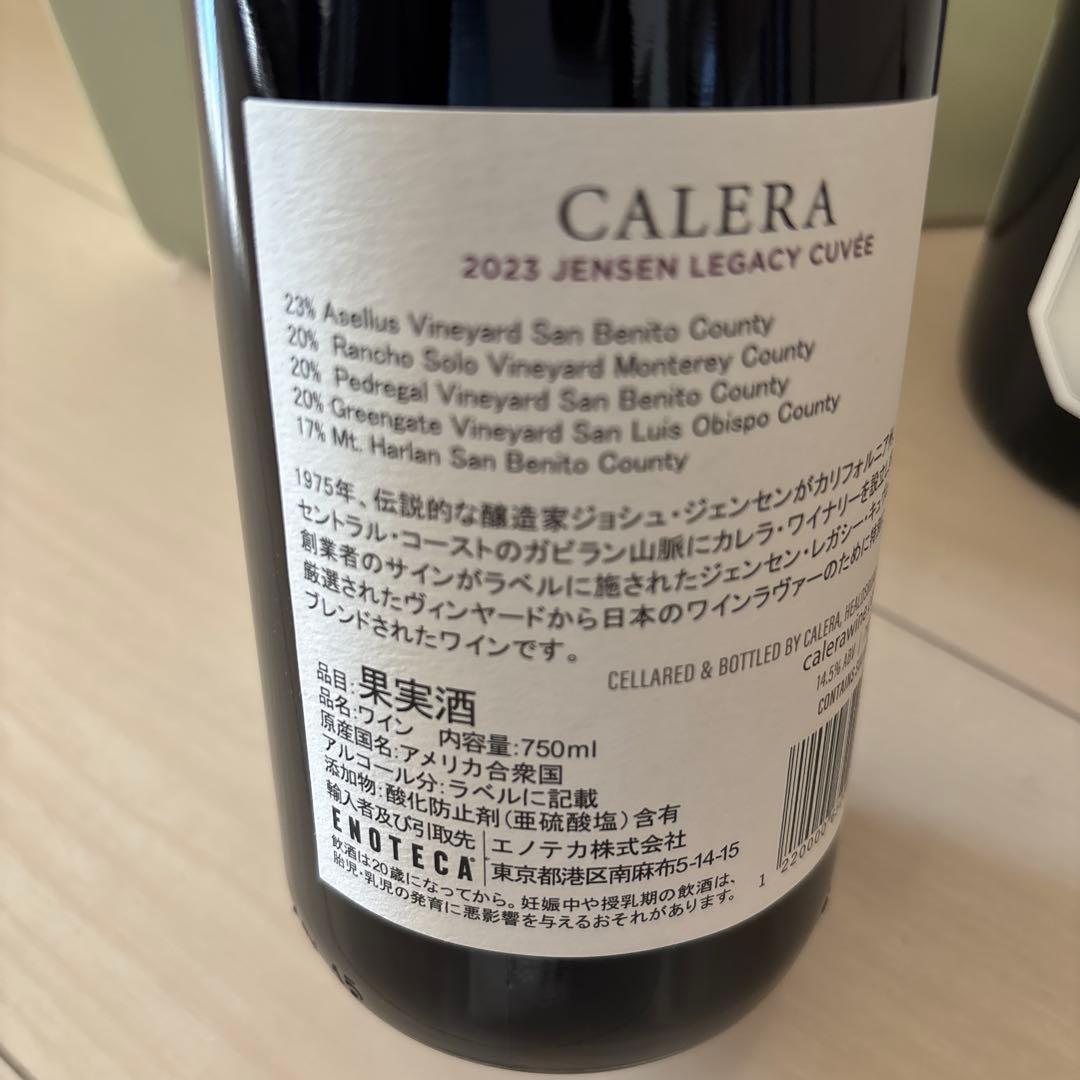 CALERA
2023 JENSEN LEGACY CUVÉE
23% Asellus Vineyard San Benito County
20% Rancho Solo Vineyard Monterey County
20% Pedregal Vineyard San Benito County
20% Greengate Vineyard San Luis Obispo County
17% Mt. Harlan San Benito County
1975年、伝説的な醸造家ジョシュ・ジェンセンがカリフォルニア
セントラル・コーストのガビラン山脈にカレラ・ワイナリーを設立
創業者のサインがラベルに施されたジェンセン・レガシー・キュ
厳選されたヴィンヤードから日本のワインラヴァーのために特
ブレンドされたワインです。
CELLARED & BOTTLED BY CALERA,
calerawine
14.5% ABV
CONTAINS
品目:果実酒
品名:ワイン 内容量:750ml
原産国名:アメリカ合衆国
アルコール分:ラベルに記載
添加物:酸化防止剤(亜硫酸塩)含有
輸入者及び引取先 エノテカ株式会社
ENOTECA 東京都港区南麻布5-14-15
飲酒は20歳になってから。妊娠中や授乳期の飲酒は、
胎児・乳児の発育に悪影響を与えるおそれがあります。